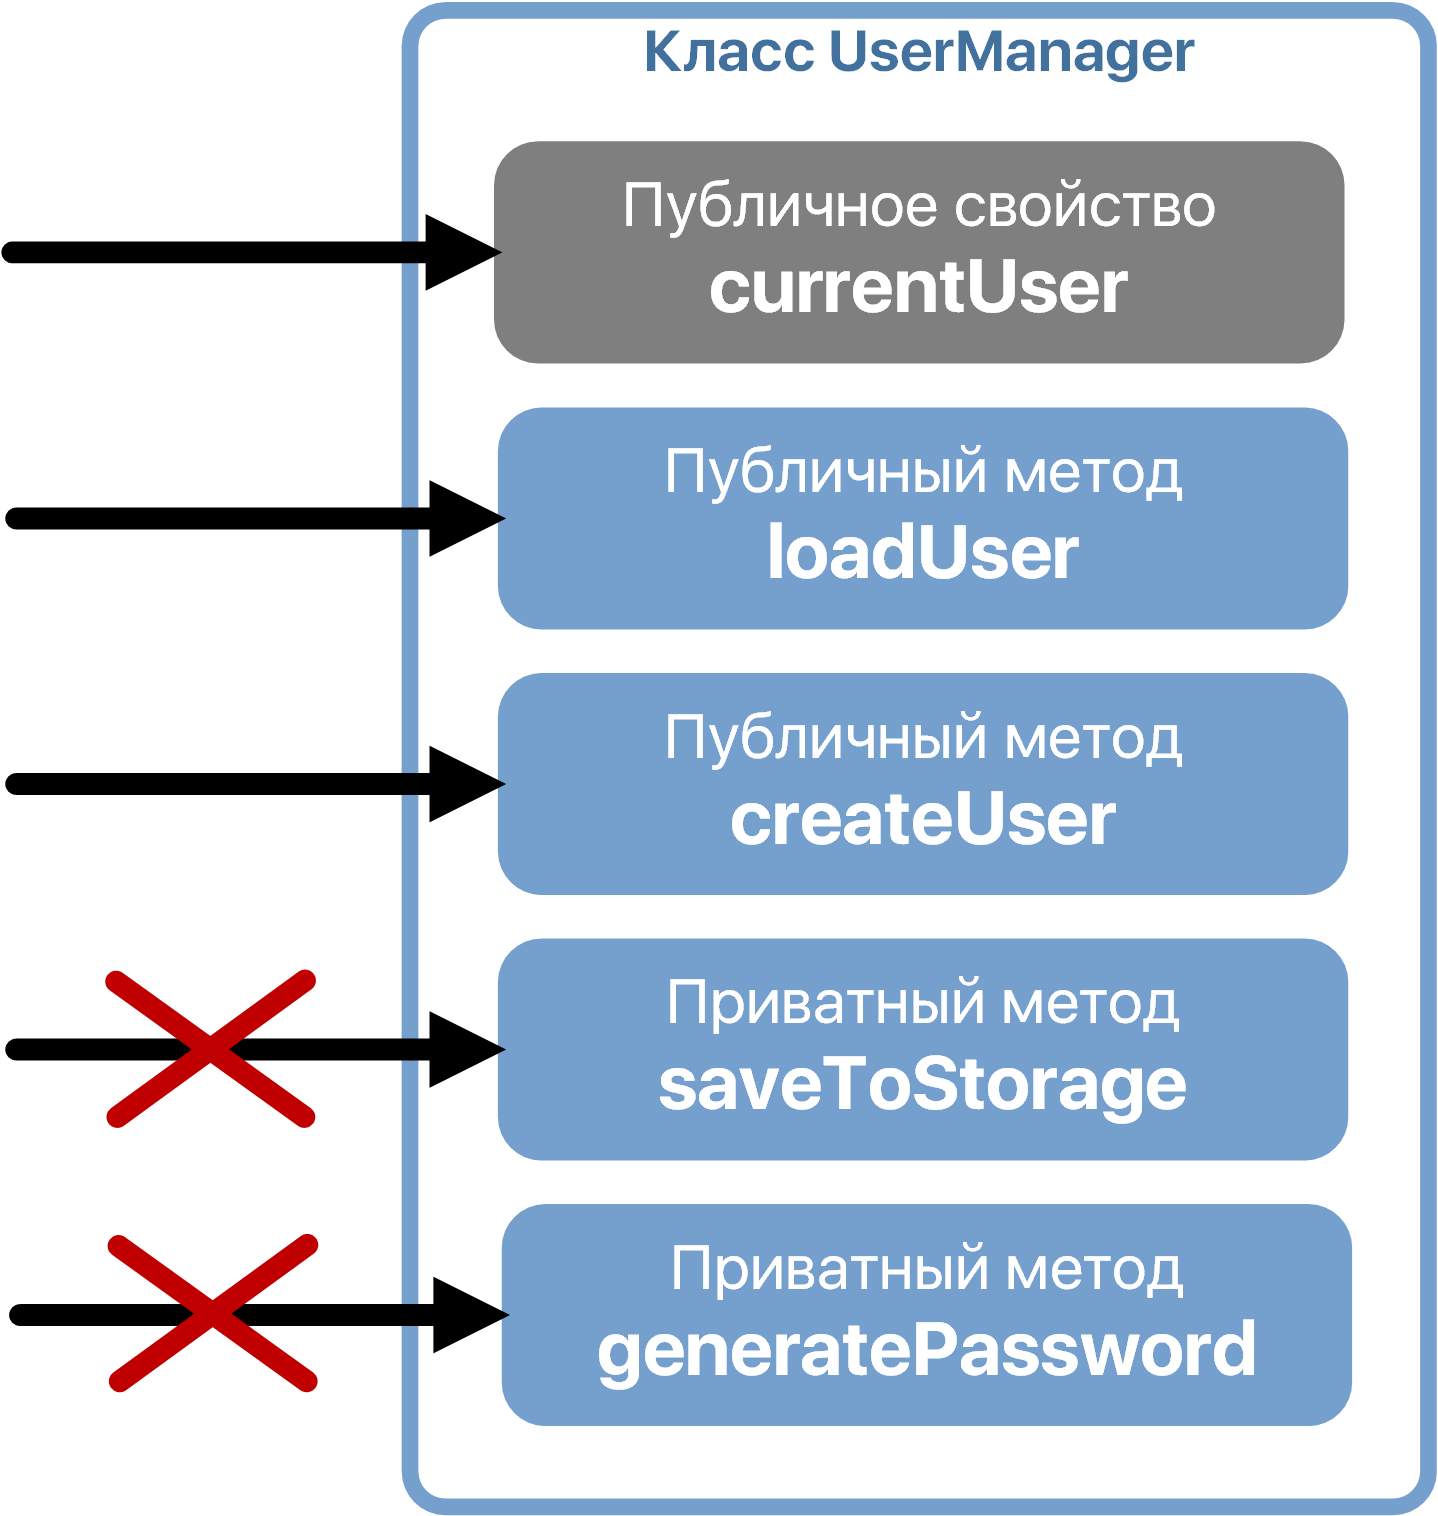 Класс UserManager
Публичное свойство
currentUser
Публичный метод
loadUser
Публичный метод
createUser
Приватный метод
saveToStorage
Приватный метод
generatePassword